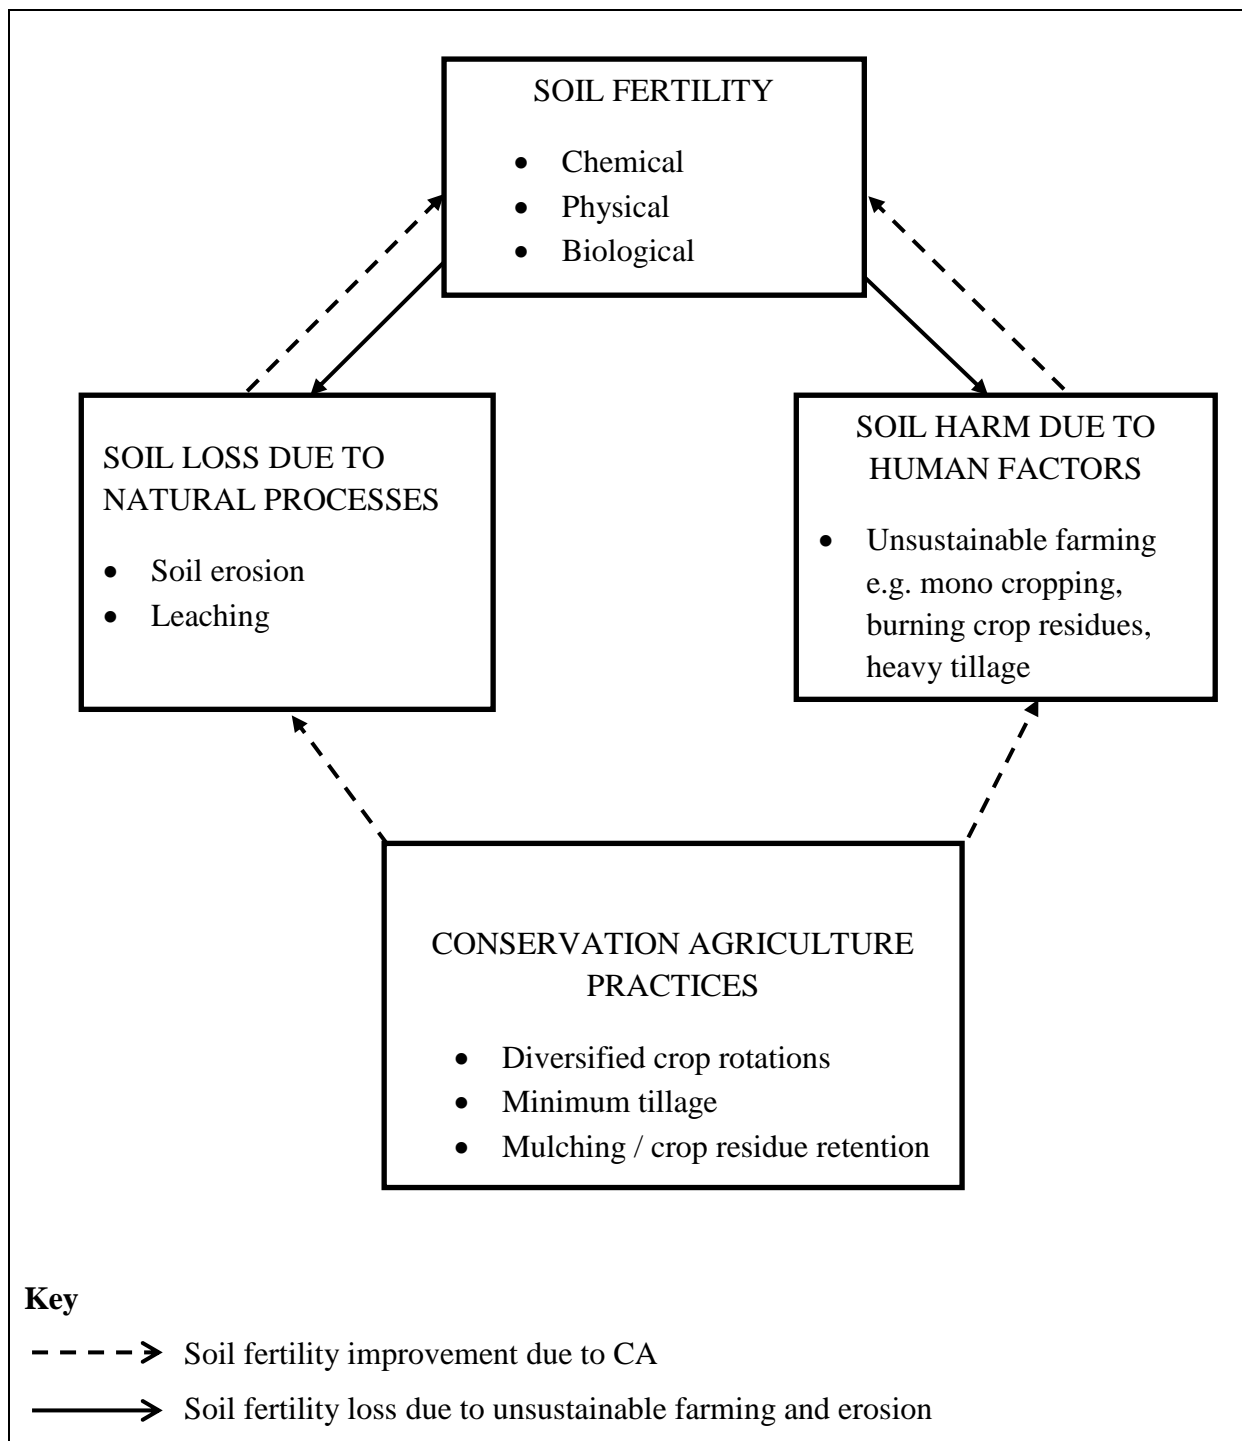 SOIL FERTILITY
• Chemical
• Physical
• Biological
SOIL LOSS DUE TO
NATURAL PROCESSES
• Soil erosion
• Leaching
SOIL HARM DUE TO
HUMAN FACTORS
• Unsustainable farming
e.g. mono cropping,
burning crop residues,
heavy tillage
CONSERVATION AGRICULTURE
PRACTICES
• Diversified crop rotations
• Minimum tillage
• Mulching / crop residue retention
Key
Soil fertility improvement due to CA
Soil fertility loss due to unsustainable farming and erosion